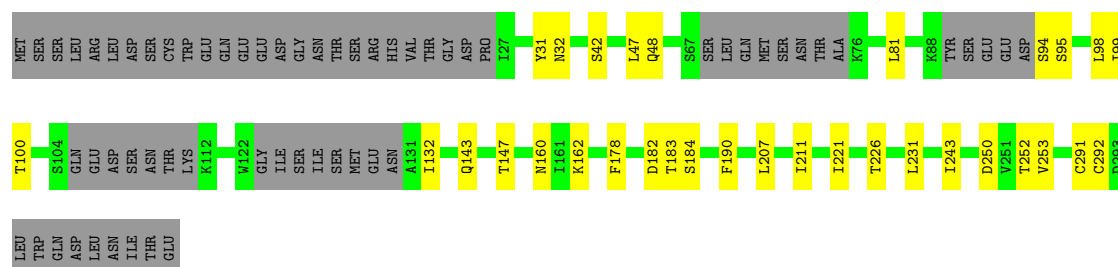 MET SER SER LEU ARG LEU ASP SER CYS TRP GLU GLN GLU GLU ASP GLY ASN THR SER ARG HIS VAL THR GLY ASP PRO I27 Y31 N32 S42 L47 Q48 S67 SER LEU GLN MET SER ASN THR ALA K76 L81 K88 TYR SER GLU GLU ASP S94 S95 L98
T100 S104 GLN GLU ASP SER ASN THR LYS K112 W122 GLY ILE SER ILE SER MET GLU ASN A131 I132 Q143 T147 N160 I161 K162 F178 D182 T183 S184 F190 L207 I211 I221 T226 L231 I243 D250 V251 T252 V253 C291 C292 D293
LEU TRP GLN ASP LEU ASN ILE THR GLU